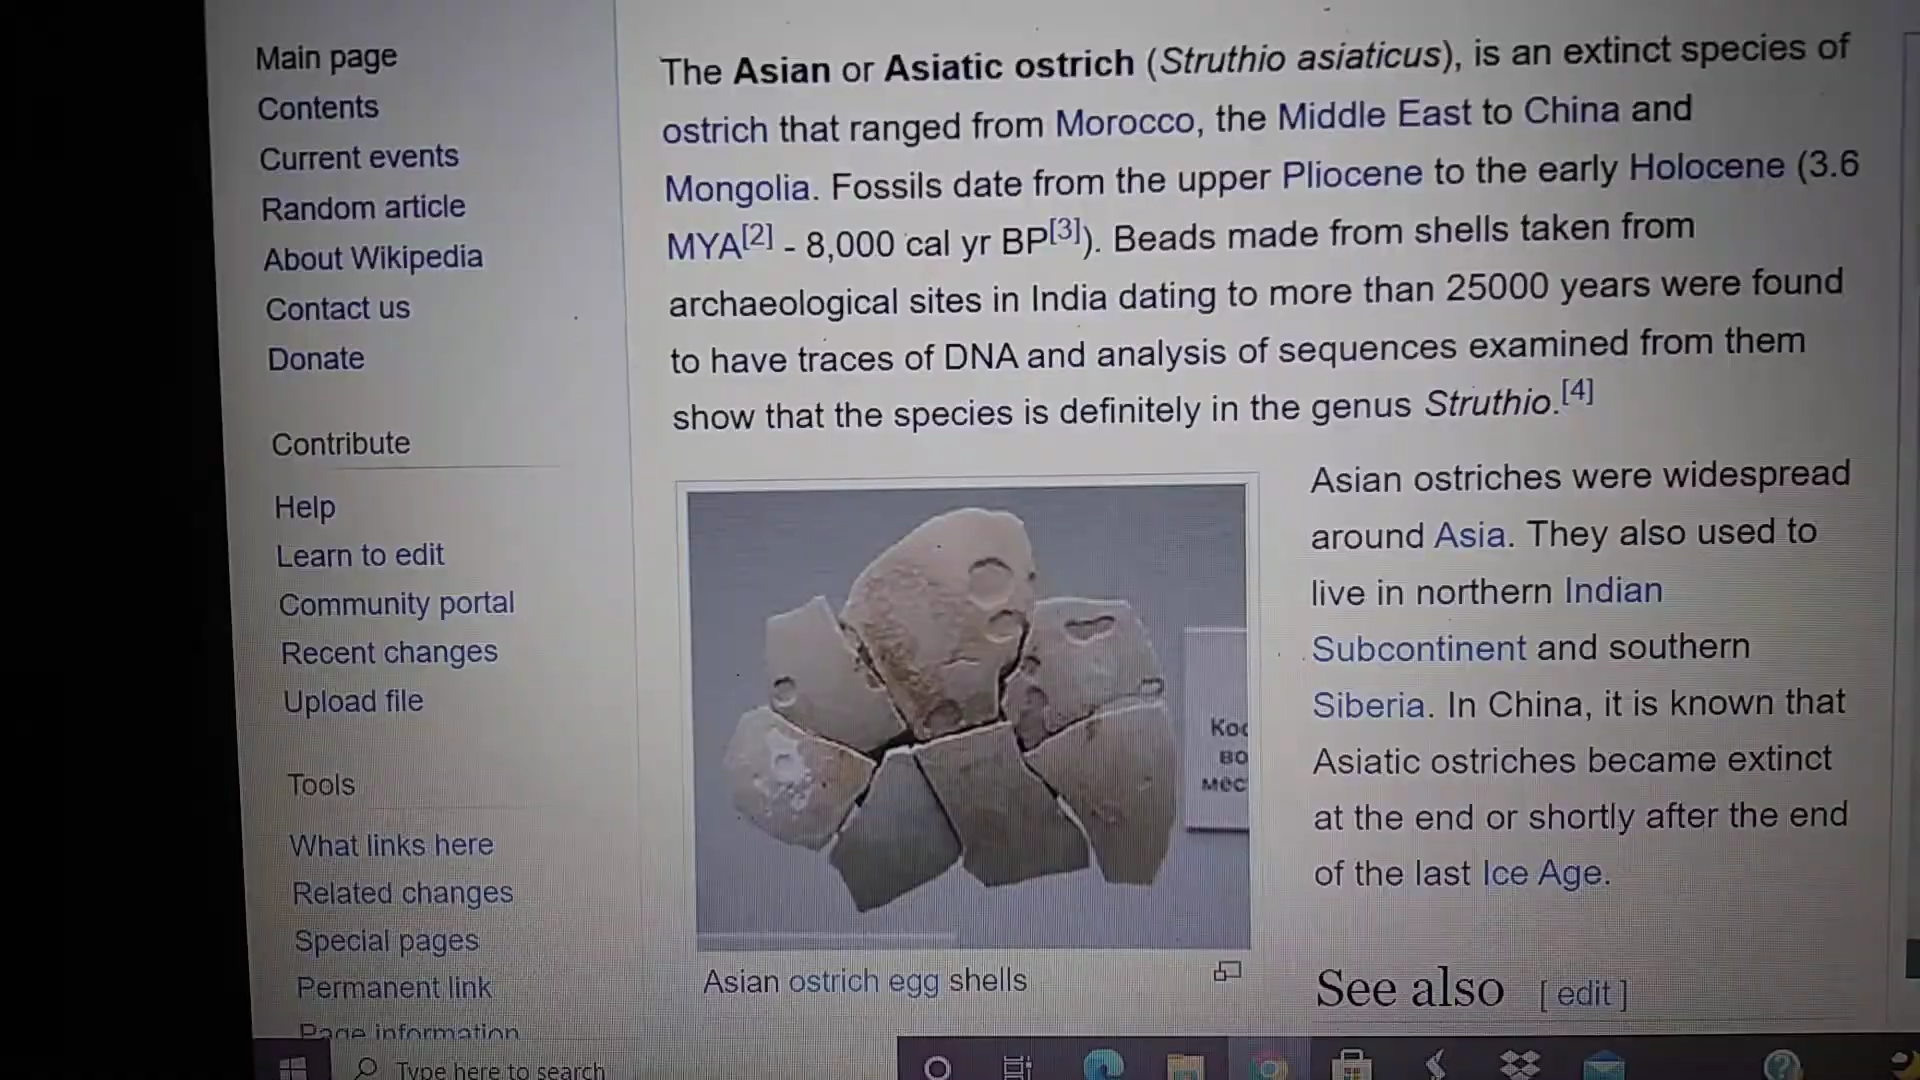 Main page
Contents
Current events
Random article
About Wikipedia
Contact us
Donate
Contribute
Help
Learn to edit
Community portal
Recent changes
Upload file
Tools
What links here
Related changes
Special pages
Permanent link
Page information
The Asian or Asiatic ostrich (Struthio asiaticus), is an extinct species of
ostrich that ranged from Morocco, the Middle East to China and
Mongolia. Fossils date from the upper Pliocene to the early Holocene (3.6
MYA[2] - 8,000 cal yr BP[3]). Beads made from shells taken from
archaeological sites in India dating to more than 25000 years were found
to have traces of DNA and analysis of sequences examined from them
show that the species is definitely in the genus Struthio.[4]
Кос
во
мес
Asian ostrich egg shells
Asian ostriches were widespread
around Asia. They also used to
live in northern Indian
Subcontinent and southern
Siberia. In China, it is known that
Asiatic ostriches became extinct
at the end or shortly after the end
of the last Ice Age.
See also [ edit ]
Type here to search